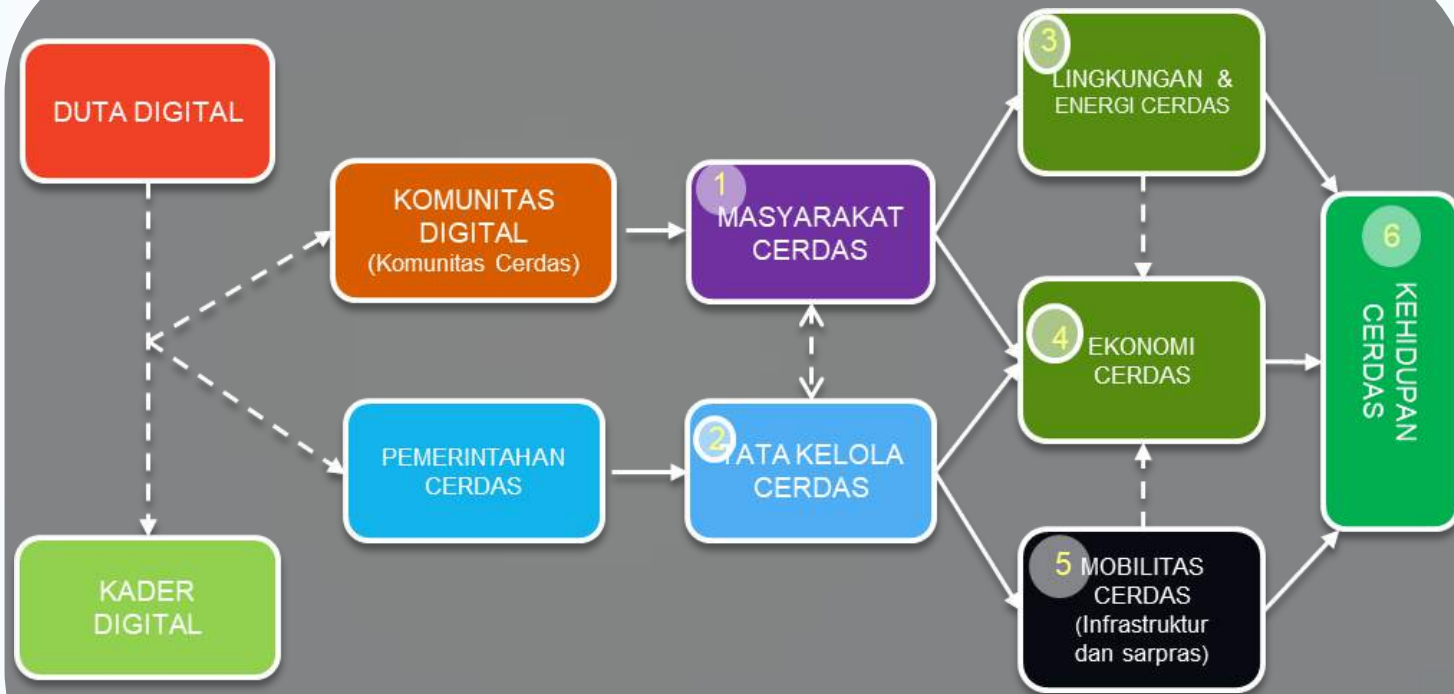 DUTA DIGITAL
KADER
DIGITAL
KOMUNITAS
DIGITAL
(Komunitas Cerdas)
PEMERINTAHAN
CERDAS
1
MASYARAKAT
CERDAS
2
TATA KELOLA
CERDAS
3
LINGKUNGAN &
ENERGI CERDAS
4
EKONOMI
CERDAS
5 MOBILITAS
CERDAS
(Infrastruktur
dan sarpras)
6
KEHIDUPAN
CERDAS